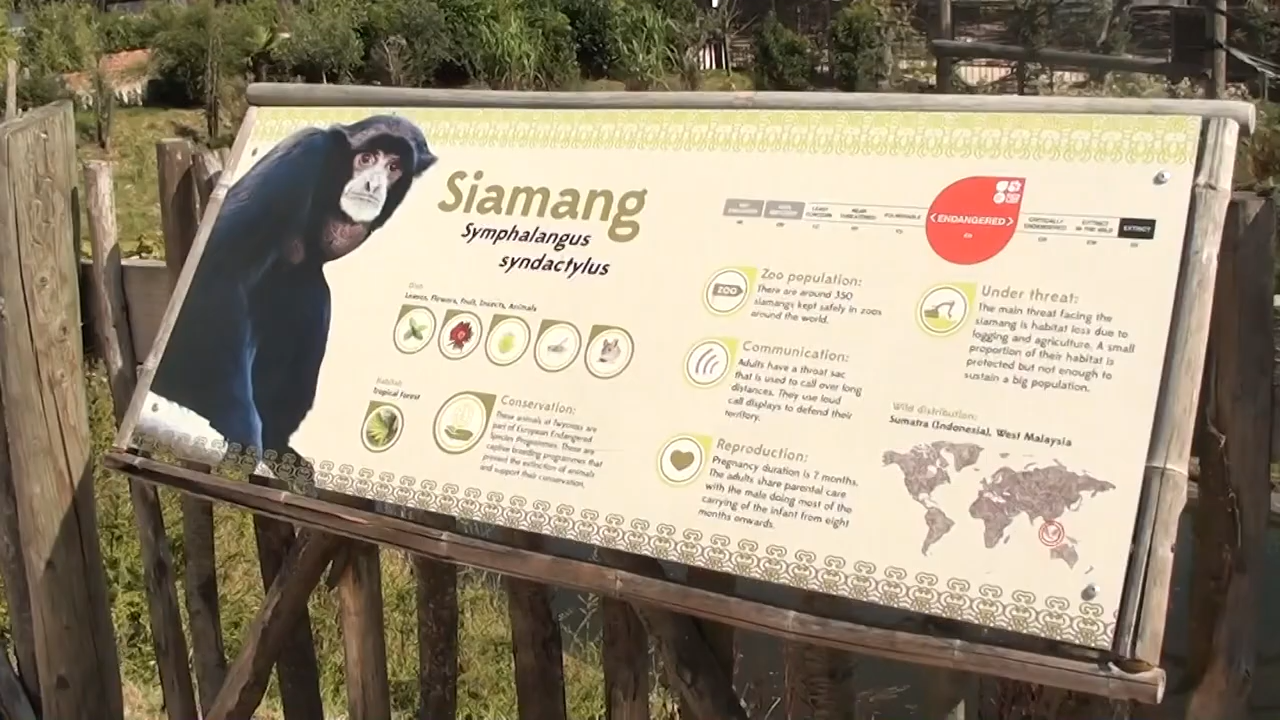 Siamang
Symphalangus
syndactylus
Diet:
Leaves, Flowers, Fruit, Insects, Animals
Habitat:
Tropical forest
Conservation:
These animals at Twycross are
part of European Endangered
Species Programmes. These are
captive breeding programmes that
prevent the extinction of animals
and support their conservation.
NOT EVALUATED
DATA DEFICIENT
LEAST CONCERN
NEAR THREATENED
VULNERABLE
<ENDANGERED>
CRITICALLY ENDANGERED
EXTINCT IN THE WILD
EXTINCT
ZOO
Zoo population:
There are around 350
siamangs kept safely in zoos
around the world.
Communication:
Adults have a throat sac
that is used to call over long
distances. They use loud
call displays to defend their
territory.
Reproduction:
Pregnancy duration is 7 months.
The adults share parental care
with the male doing most of the
carrying of the infant from eight
months onwards.
Under threat:
The main threat facing the
siamang is habitat loss due to
logging and agriculture. A small
proportion of their habitat is
protected but not enough to
sustain a big population.
Wild distribution:
Sumatra (Indonesia), West Malaysia